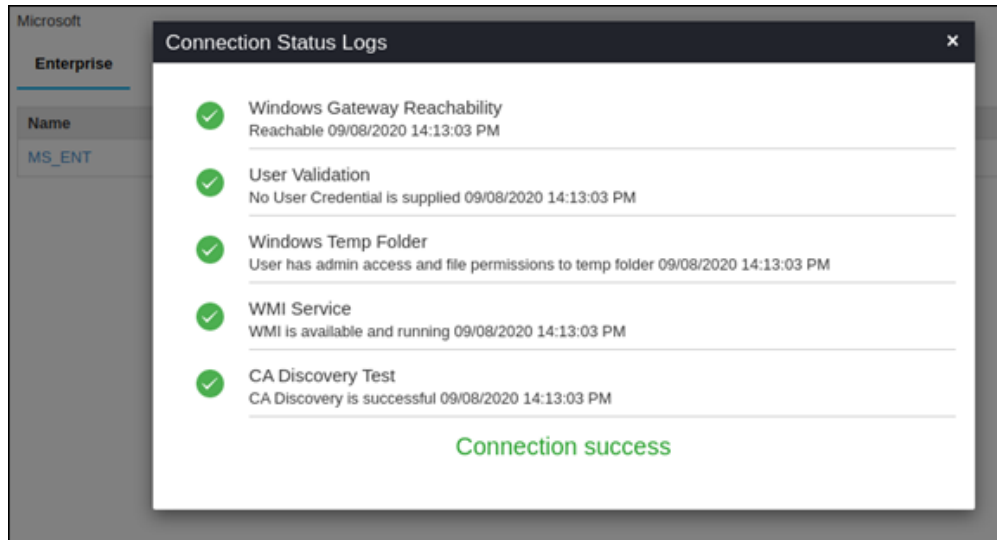 Microsoft
Connection Status Logs ×
Enterprise
Name
MS_ENT
Windows Gateway Reachability
Reachable 09/08/2020 14:13:03 PM
User Validation
No User Credential is supplied 09/08/2020 14:13:03 PM
Windows Temp Folder
User has admin access and file permissions to temp folder 09/08/2020 14:13:03 PM
WMI Service
WMI is available and running 09/08/2020 14:13:03 PM
CA Discovery Test
CA Discovery is successful 09/08/2020 14:13:03 PM
Connection success